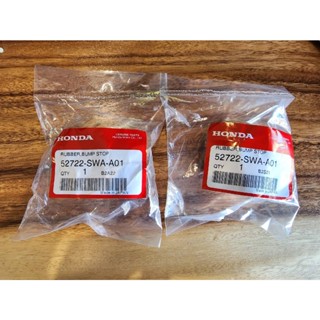 HONDA
RUBBER, BUMP STOP
52722-SWA-A01
QTY
1
HONDA
RUBBER, BUMP STOP
52722-SWA-A01
QTY
1